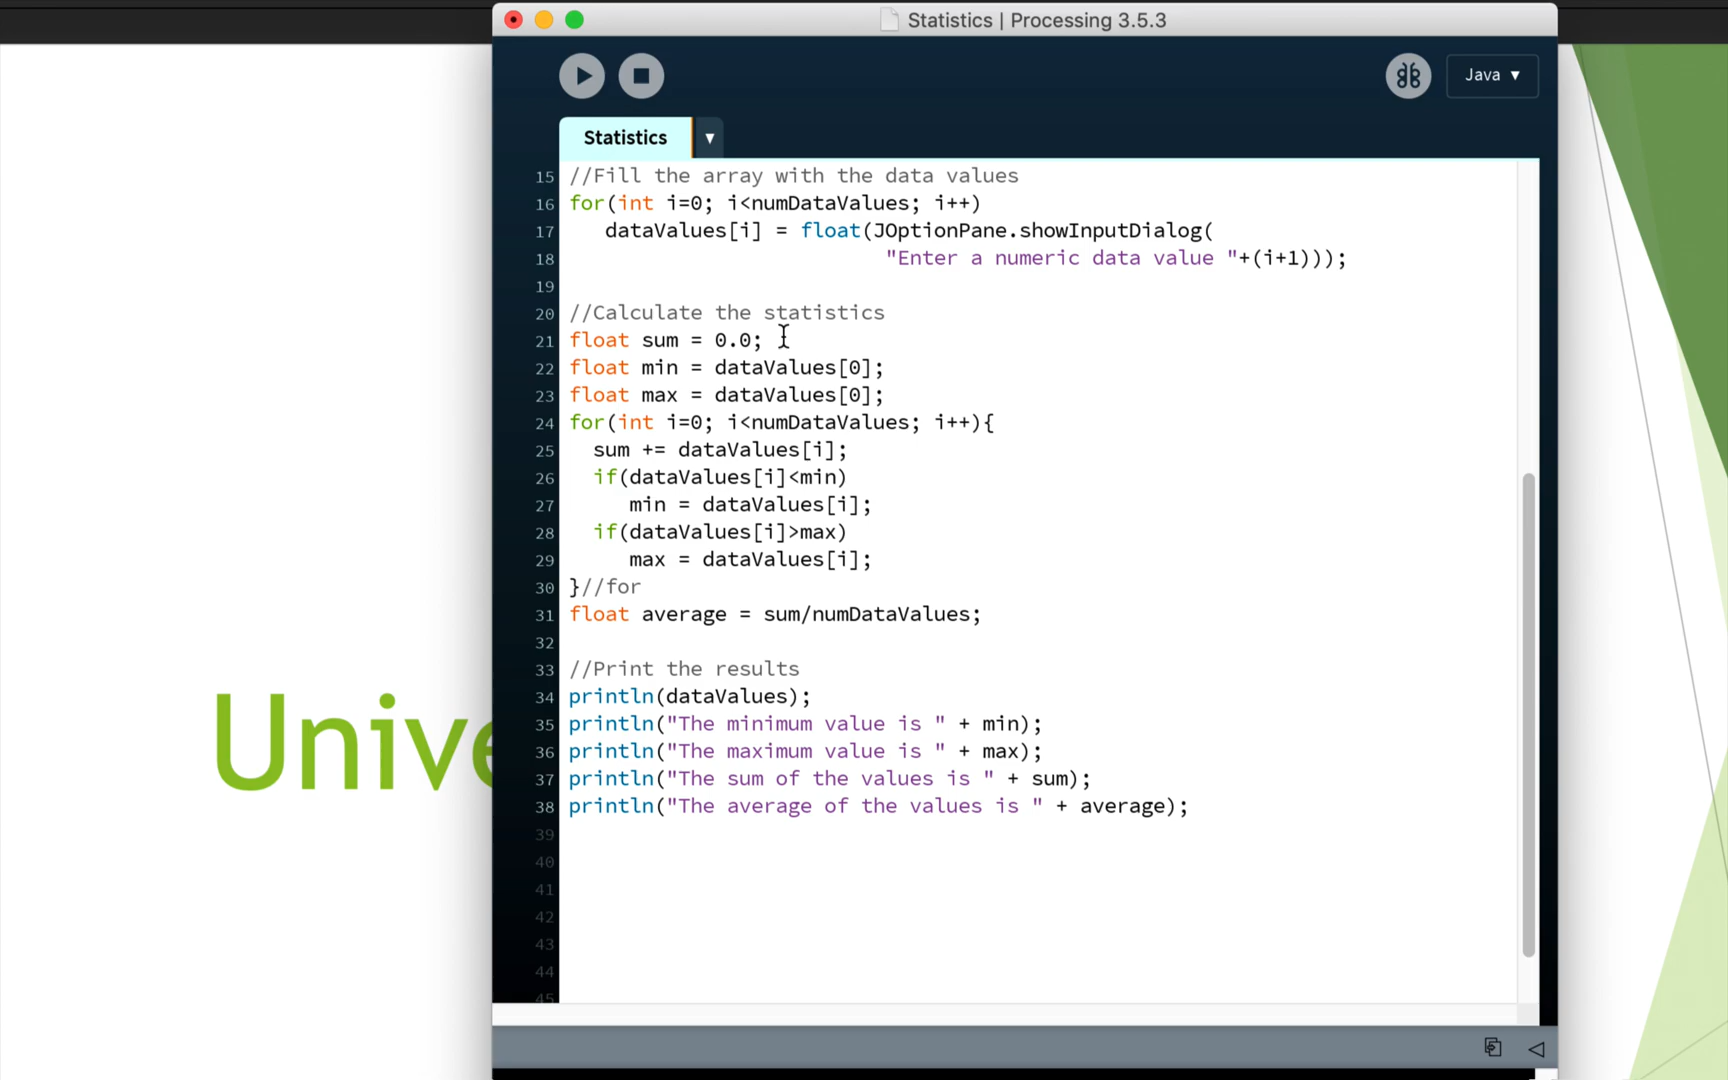 Statistics | Processing 3.5.3
Java ▼
Statistics ▼
15 //Fill the array with the data values
16 for(int i=0; i<numDataValues; i++)
17 dataValues[i] = float(JOptionPane.showInputDialog(
18 "Enter a numeric data value "+(i+1)));
19
20 //Calculate the statistics
21 float sum = 0.0;
22 float min = dataValues[0];
23 float max = dataValues[0];
24 for(int i=0; i<numDataValues; i++){
25 sum += dataValues[i];
26 if(dataValues[i]<min)
27 min = dataValues[i];
28 if(dataValues[i]>max)
29 max = dataValues[i];
30 }//for
31 float average = sum/numDataValues;
32
33 //Print the results
34 println(dataValues);
35 println("The minimum value is " + min);
36 println("The maximum value is " + max);
37 println("The sum of the values is " + sum);
38 println("The average of the values is " + average);
39
40
41
42
43
44
45
Unive